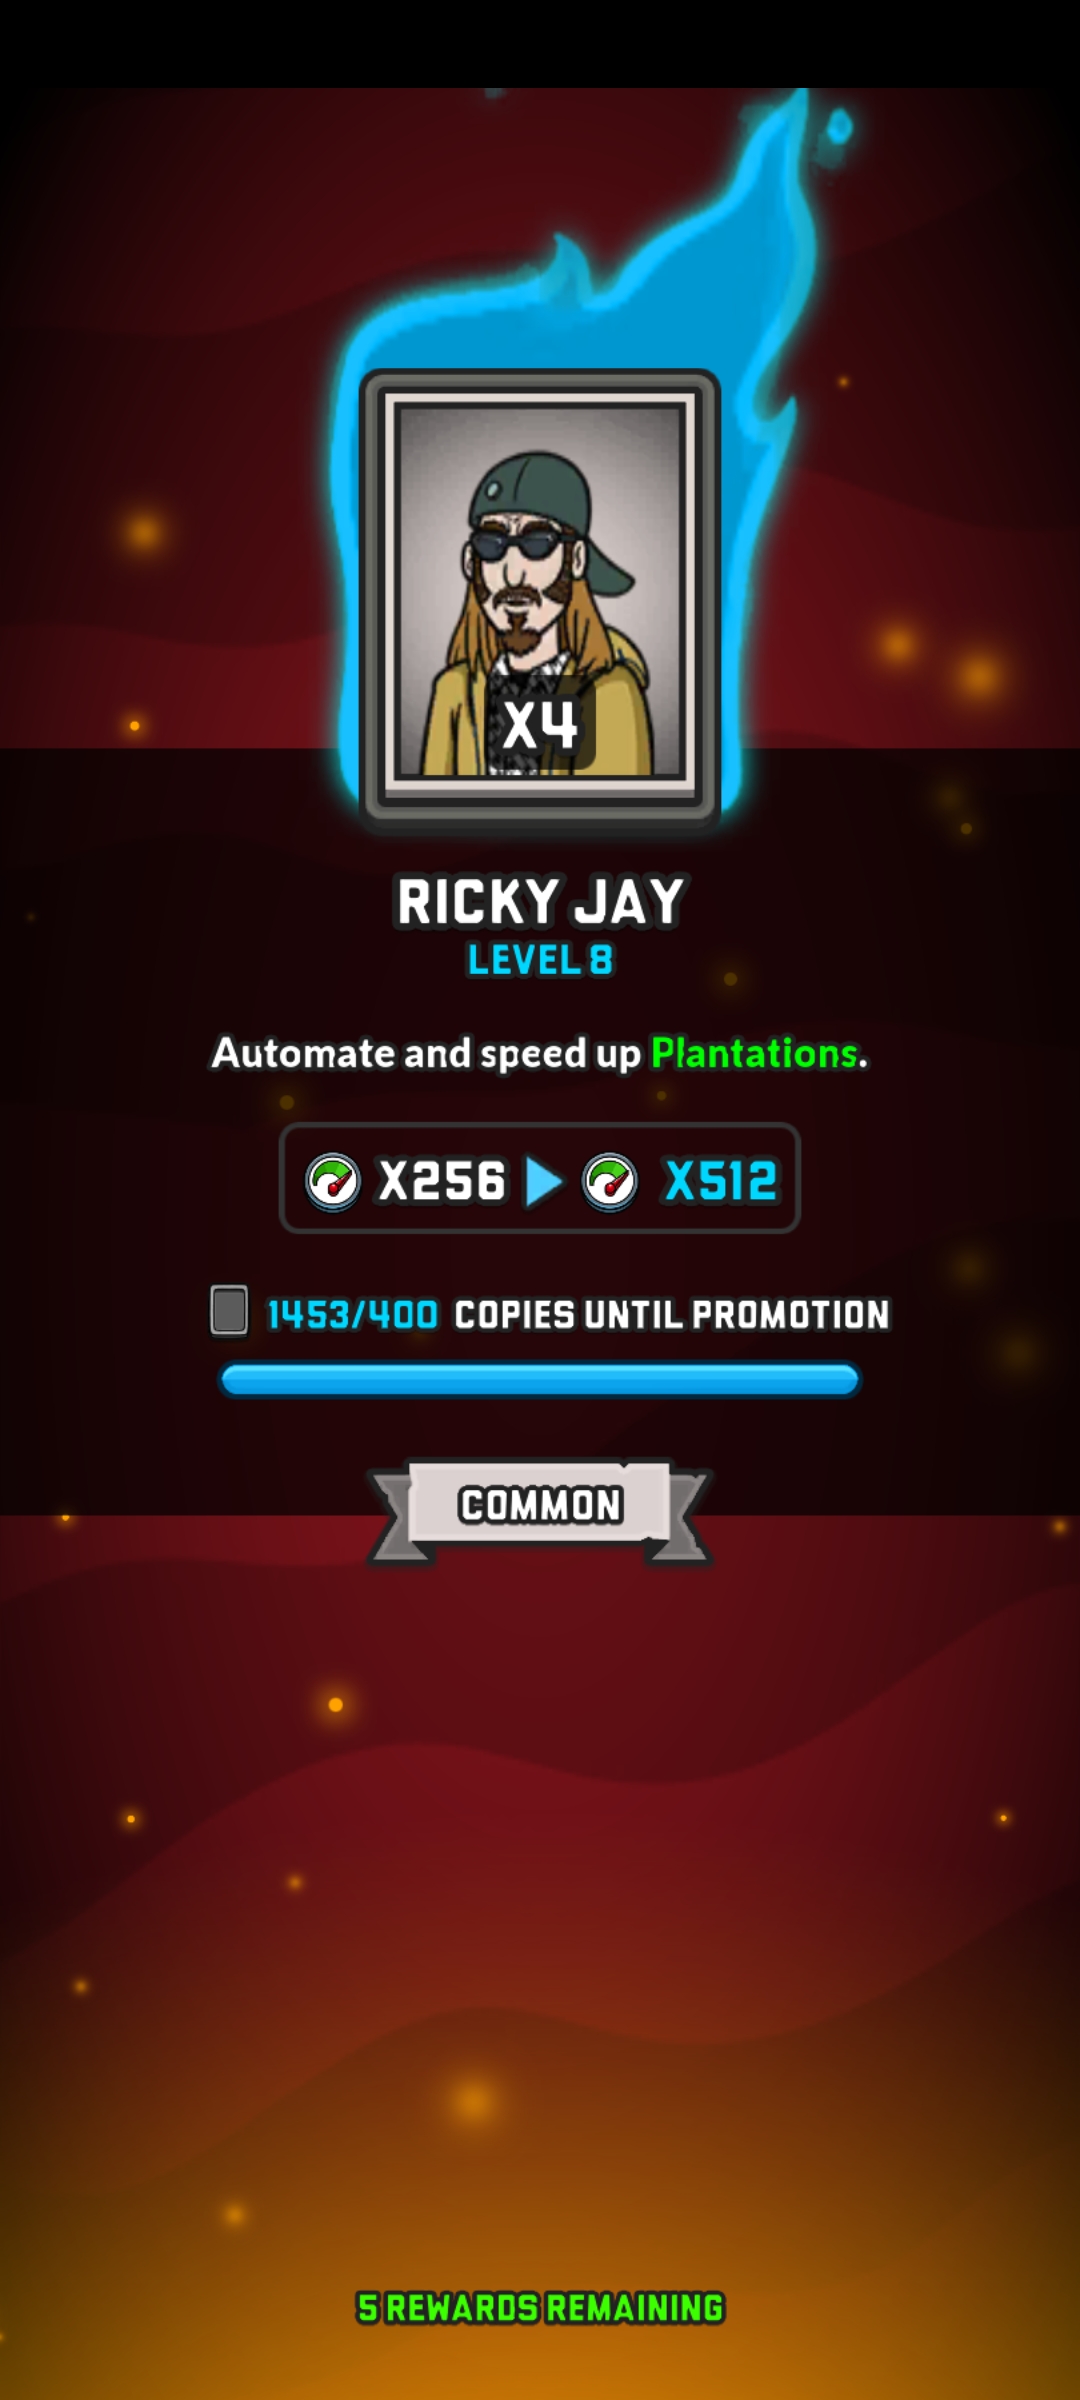 X4
RICKY JAY
LEVEL 8
Automate and speed up Plantations.
X256 X512
1453/400 COPIES UNTIL PROMOTION
COMMON
5 REWARDS REMAINING